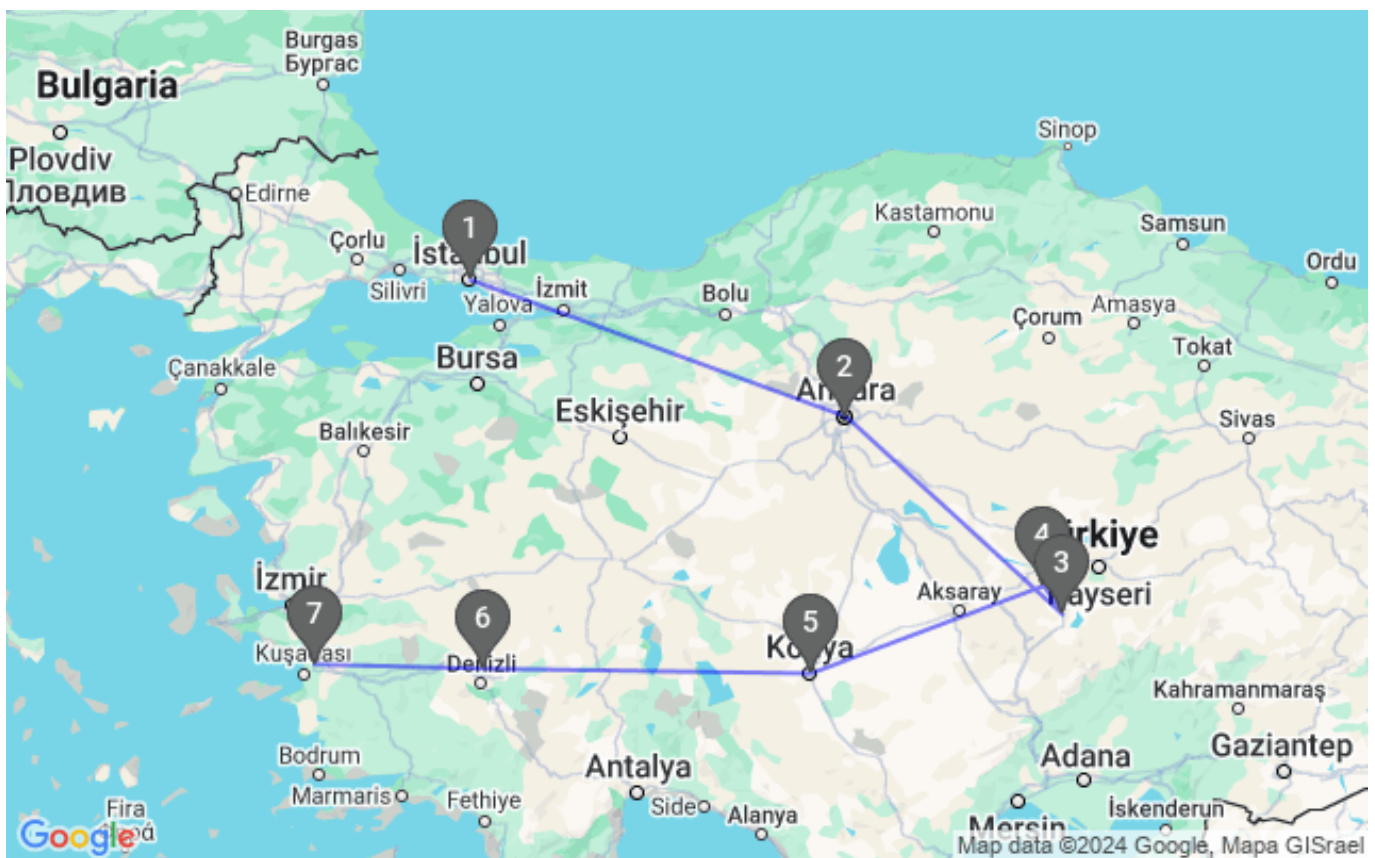 Burgas
Бургас
Bulgaria
Plovdiv
Пловдив
Edirne
Sinop
Kastamonu
Samsun
Ordu
1
Çorlu
İstanbul
Silivri
Yalova
İzmit
Bolu
Amasya
Çorum
Tokat
Çanakkale
Bursa
2
Ankara
Eskişehir
Balıkesir
Sivas
4
Türkiye
3
Kayseri
Aksaray
İzmir
7
6
5
Kuşadası
Denizli
Konya
Kahramanmaraş
Gaziantep
Adana
Bodrum
Marmaris
Antalya
Fethiye
Side
Alanya
Fira
İskenderun
Mersin
Google
Map data ©2024 Google, Mapa GISrael